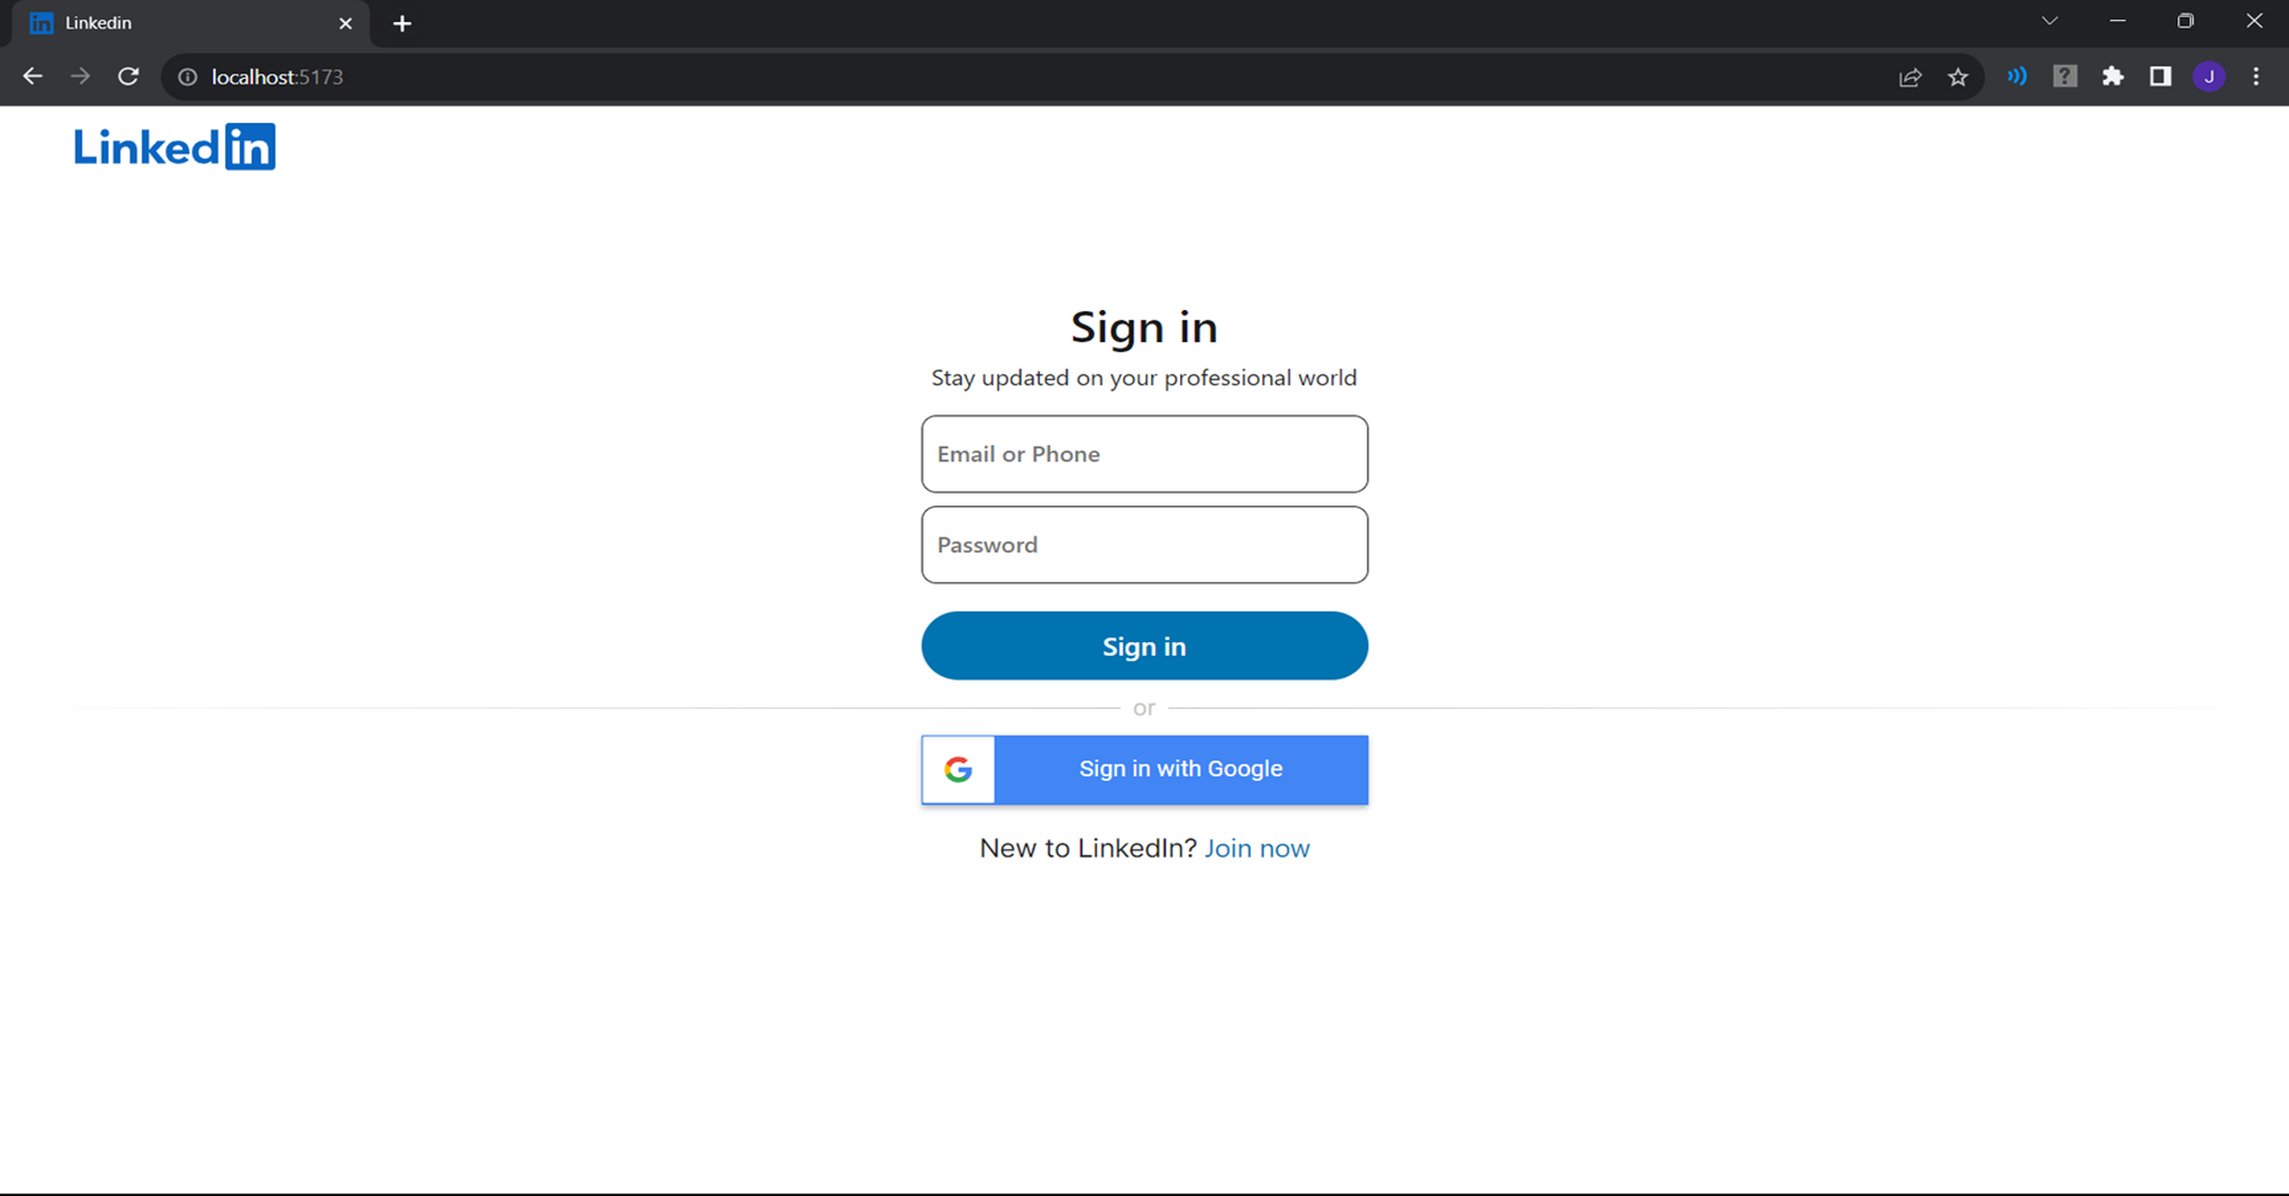 in Linkedin
localhost:5173
J
Linkedin
Sign in
Stay updated on your professional world
Email or Phone
Password
Sign in
or
G Sign in with Google
New to LinkedIn? Join now